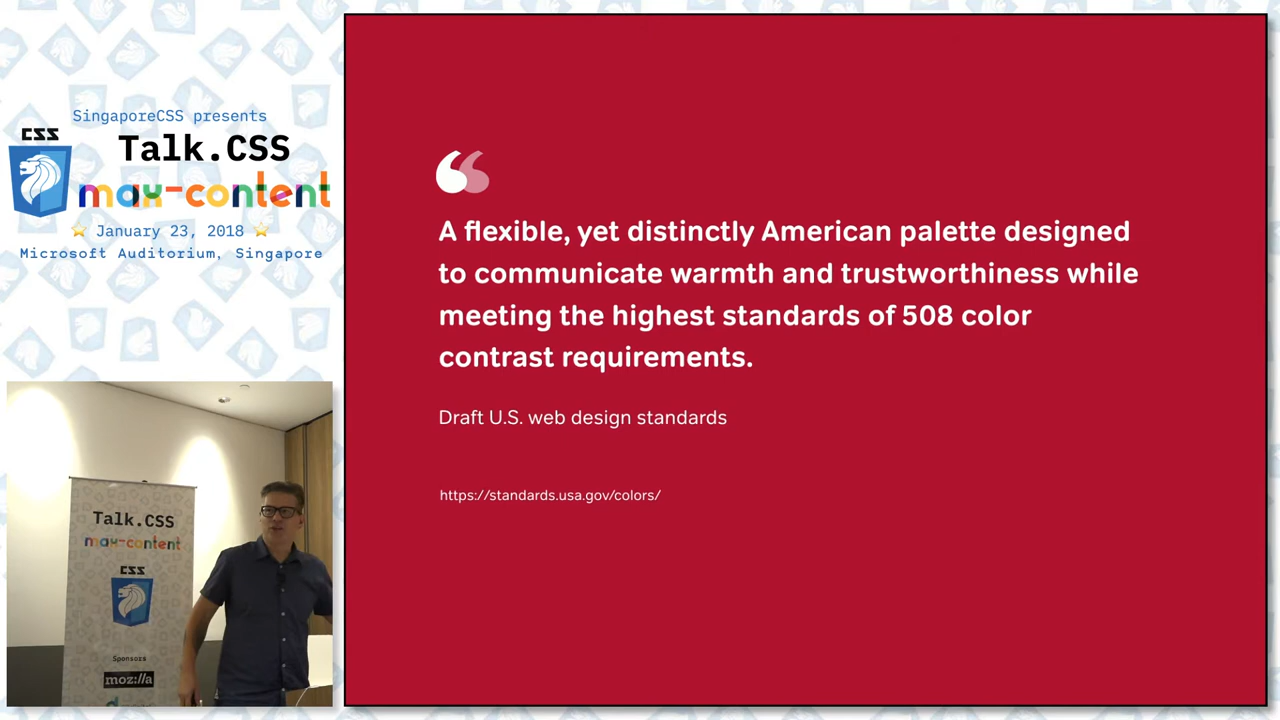 SingaporeCSS presents
CSS
Talk.CSS
max-content
January 23, 2018
Microsoft Auditorium, Singapore
A flexible, yet distinctly American palette designed
to communicate warmth and trustworthiness while
meeting the highest standards of 508 color
contrast requirements.
Draft U.S. web design standards
https://standards.usa.gov/colors/
Talk.CSS
max-content
CSS
Sponsors
moz://a